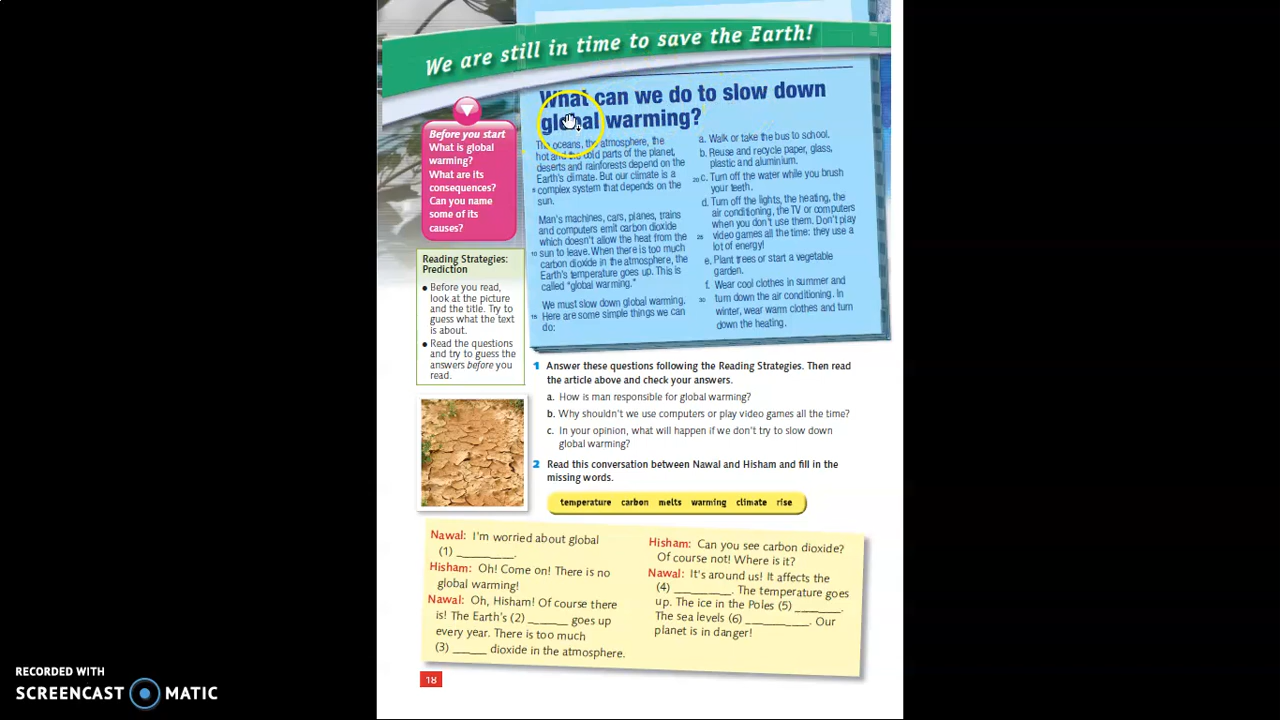 We are still in time to save the Earth!
What can we do to slow down
global warming?
Before you start
What is global
warming?
What are its
consequences?
Can you name
some of its
causes?
Reading Strategies:
Prediction
• Before you read,
look at the picture
and the title. Try to
guess what the text
is about.
• Read the questions
and try to guess the
answers before you
read.
The oceans, the atmosphere, the
hot and the cold parts of the planet,
deserts and rainforests depend on the
Earth's climate. But our climate is a
5 complex system that depends on the
sun.
Man's machines, cars, planes, trains
and computers emit carbon dioxide
which doesn't allow the heat from the
10 sun to leave. When there is too much
carbon dioxide in the atmosphere, the
Earth's temperature goes up. This is
called "global warming."
We must slow down global warming.
15 Here are some simple things we can
do:
a. Walk or take the bus to school.
b. Reuse and recycle paper, glass,
plastic and aluminium.
20 c. Turn off the water while you brush
your teeth.
d. Turn off the lights, the heating, the
air conditioning, the TV or computers
when you don't use them. Don't play
25 video games all the time: they use a
lot of energy!
e. Plant trees or start a vegetable
garden.
f. Wear cool clothes in summer and
30 turn down the air conditioning. In
winter, wear warm clothes and turn
down the heating.
1 Answer these questions following the Reading Strategies. Then read
the article above and check your answers.
a. How is man responsible for global warming?
b. Why shouldn't we use computers or play video games all the time?
c. In your opinion, what will happen if we don't try to slow down
global warming?
2 Read this conversation between Nawal and Hisham and fill in the
missing words.
temperature carbon melts warming climate rise
Nawal: I'm worried about global
(1) _________.
Hisham: Oh! Come on! There is no
global warming!
Nawal: Oh, Hisham! Of course there
is! The Earth's (2) ______ goes up
every year. There is too much
(3) _____ dioxide in the atmosphere.
Hisham: Can you see carbon dioxide?
Of course not! Where is it?
Nawal: It's around us! It affects the
(4) _________. The temperature goes
up. The ice in the Poles (5) _______.
The sea levels (6) __________. Our
planet is in danger!
18
RECORDED WITH
SCREENCAST MATIC